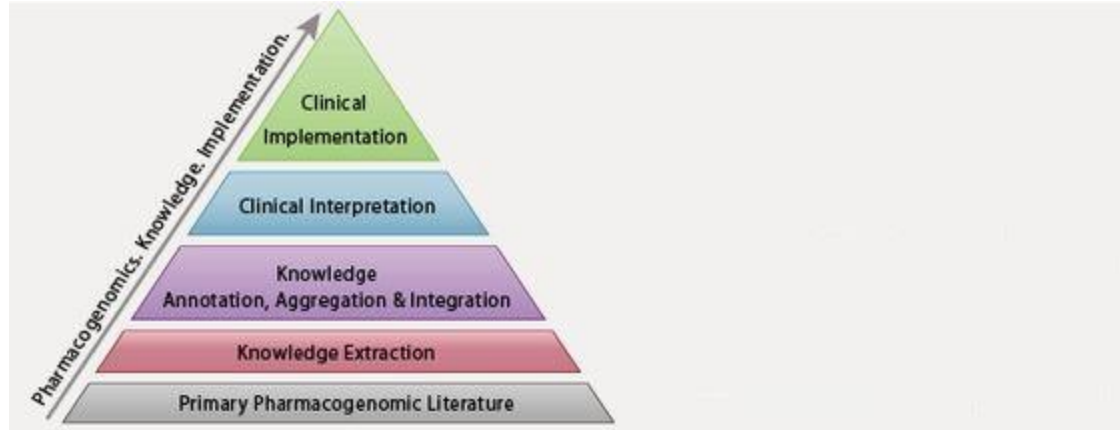 Pharmacogenomics. Knowledge. Implementation.
Clinical
Implementation
Clinical Interpretation
Knowledge
Annotation, Aggregation & Integration
Knowledge Extraction
Primary Pharmacogenomic Literature